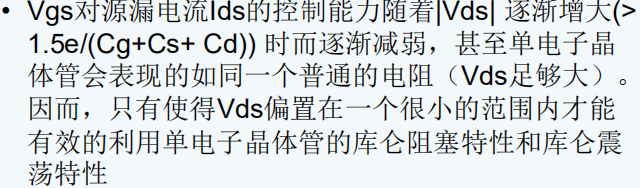 • Vgs对源漏电流Ids的控制能力随着|Vds| 逐渐增大(>
1.5e/(Cg+Cs+ Cd)) 时而逐渐减弱，甚至单电子晶
体管会表现的如同一个普通的电阻（Vds足够大）。
因而，只有使得Vds偏置在一个很小的范围内才能
有效的利用单电子晶体管的库仑阻塞特性和库仑震
荡特性